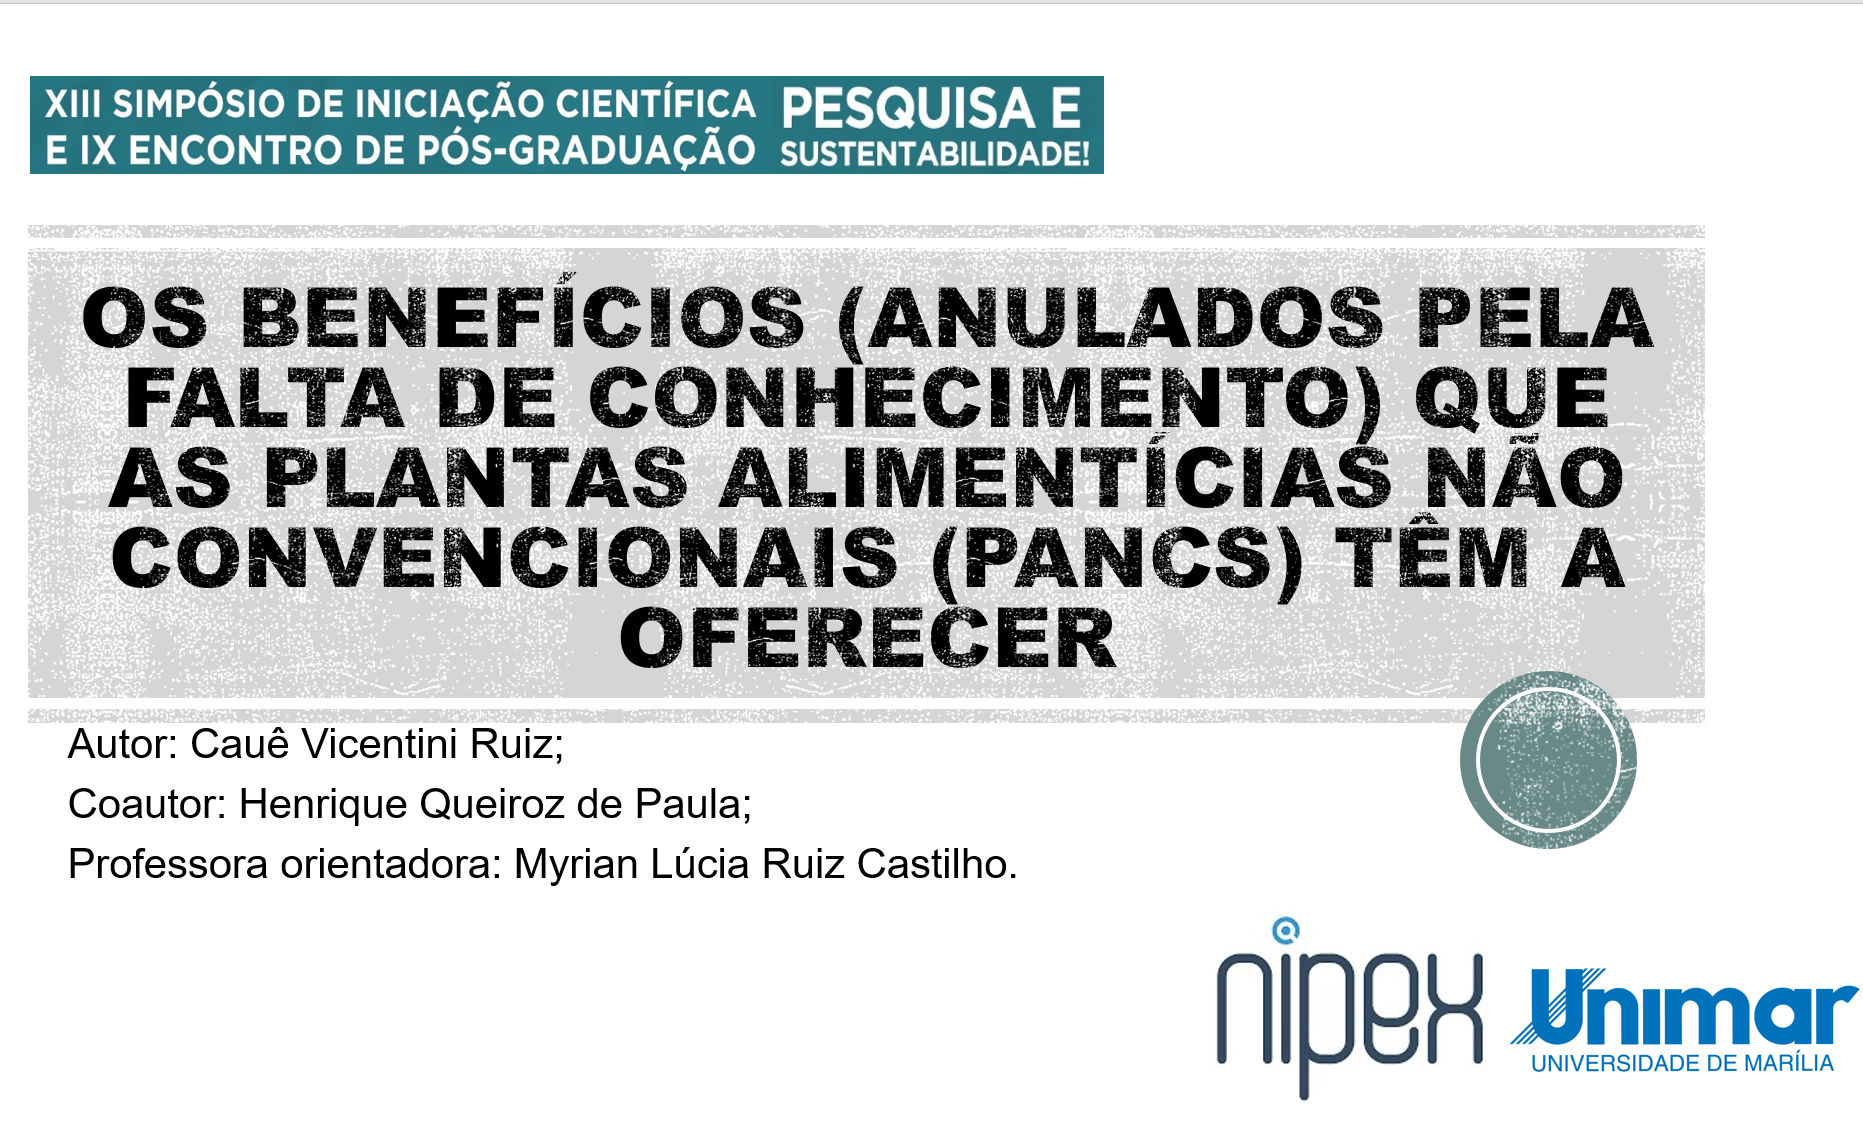 XIII SIMPÓSIO DE INICIAÇÃO CIENTÍFICA
E IX ENCONTRO DE PÓS-GRADUAÇÃO
PESQUISA E
SUSTENTABILIDADE!
OS BENEFÍCIOS (ANULADOS PELA
FALTA DE CONHECIMENTO) QUE
AS PLANTAS ALIMENTÍCIAS NÃO
CONVENCIONAIS (PANCS) TÊM A
OFERECER
Autor: Cauê Vicentini Ruiz;
Coautor: Henrique Queiroz de Paula;
Professora orientadora: Myrian Lúcia Ruiz Castilho.
nipex
Unimar
UNIVERSIDADE DE MARÍLIA